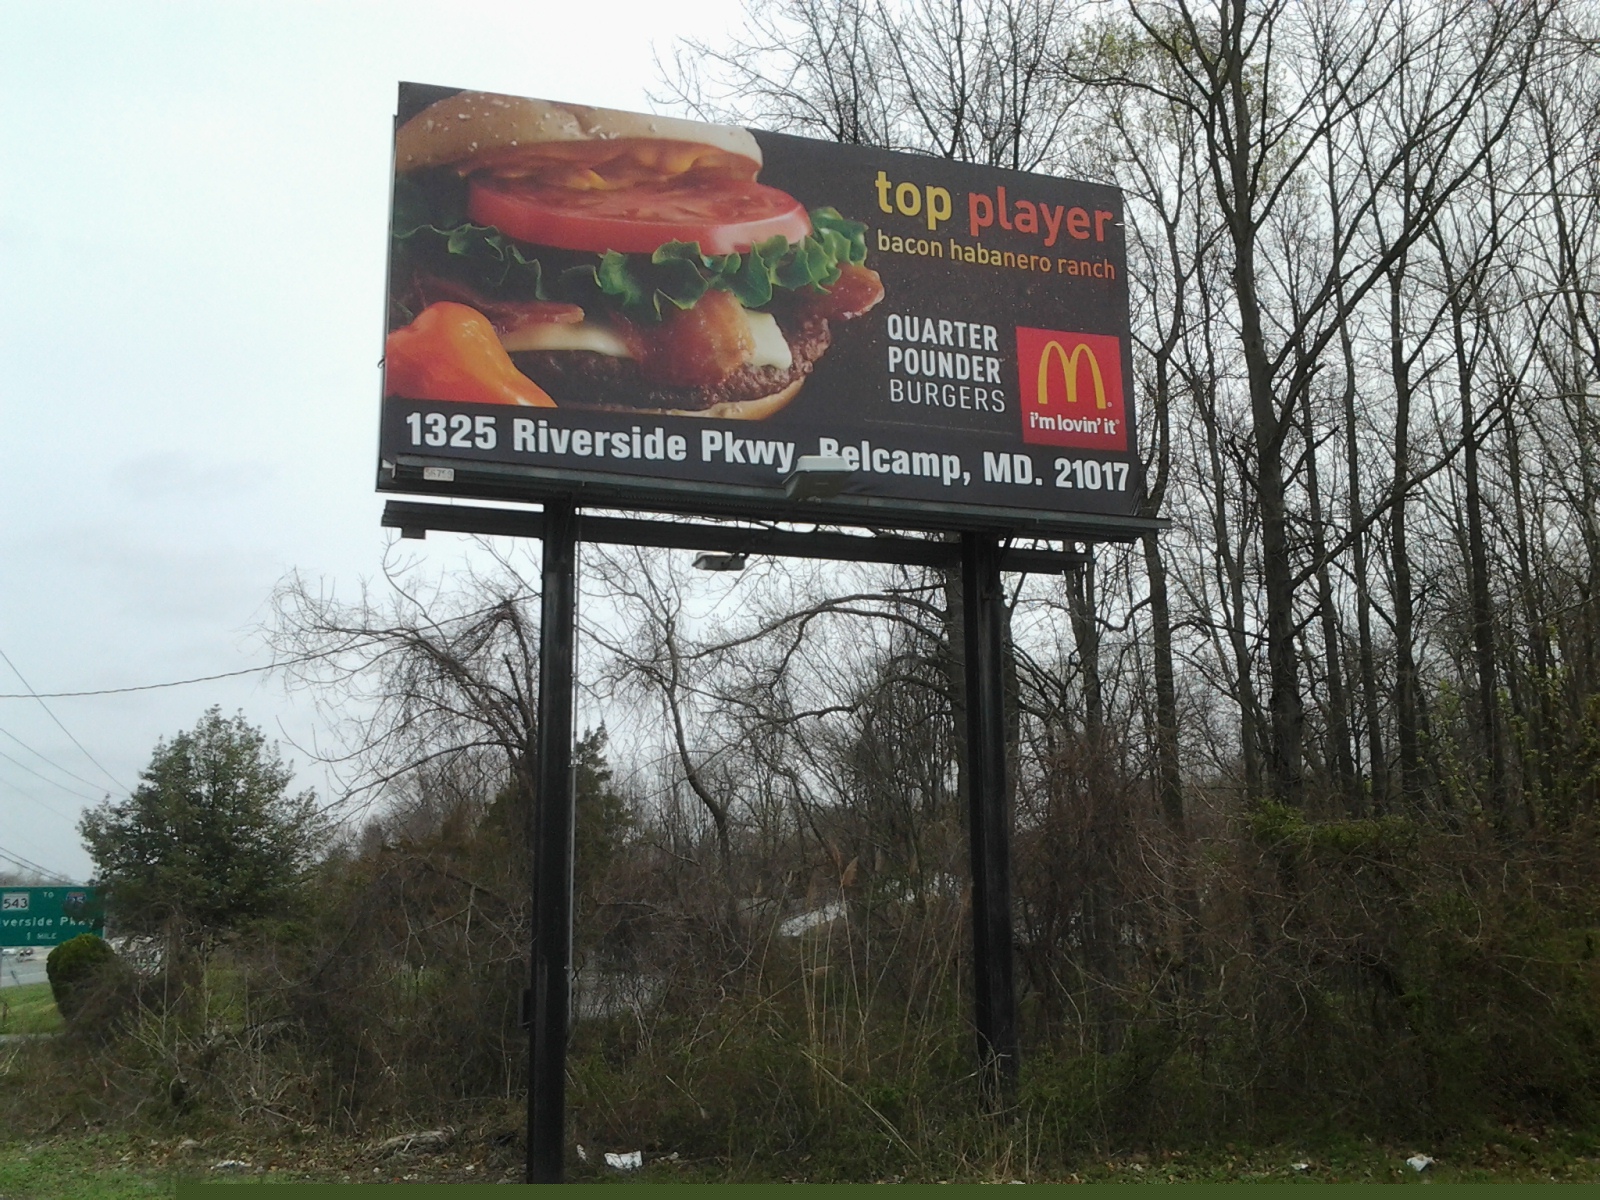 top player
bacon habanero ranch
QUARTER
POUNDER
BURGERS
i'm lovin' it
1325 Riverside Pkwy Belcamp, MD. 21017
543 TO
verside Pkwy
1 MILE